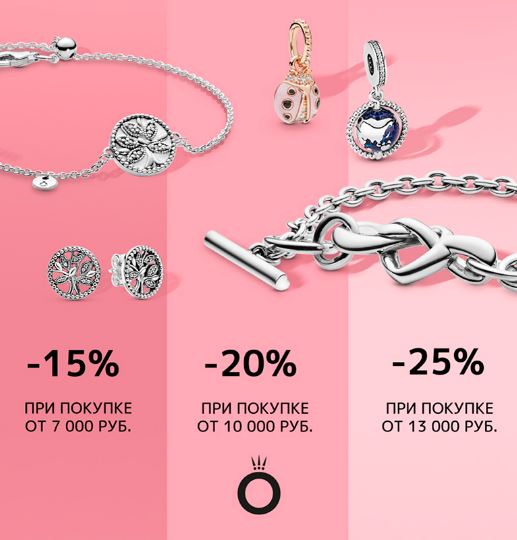 -15%
ПРИ ПОКУПКЕ
ОТ 7 000 РУБ.
-20%
ПРИ ПОКУПКЕ
ОТ 10 000 РУБ.
-25%
ПРИ ПОКУПКЕ
ОТ 13 000 РУБ.